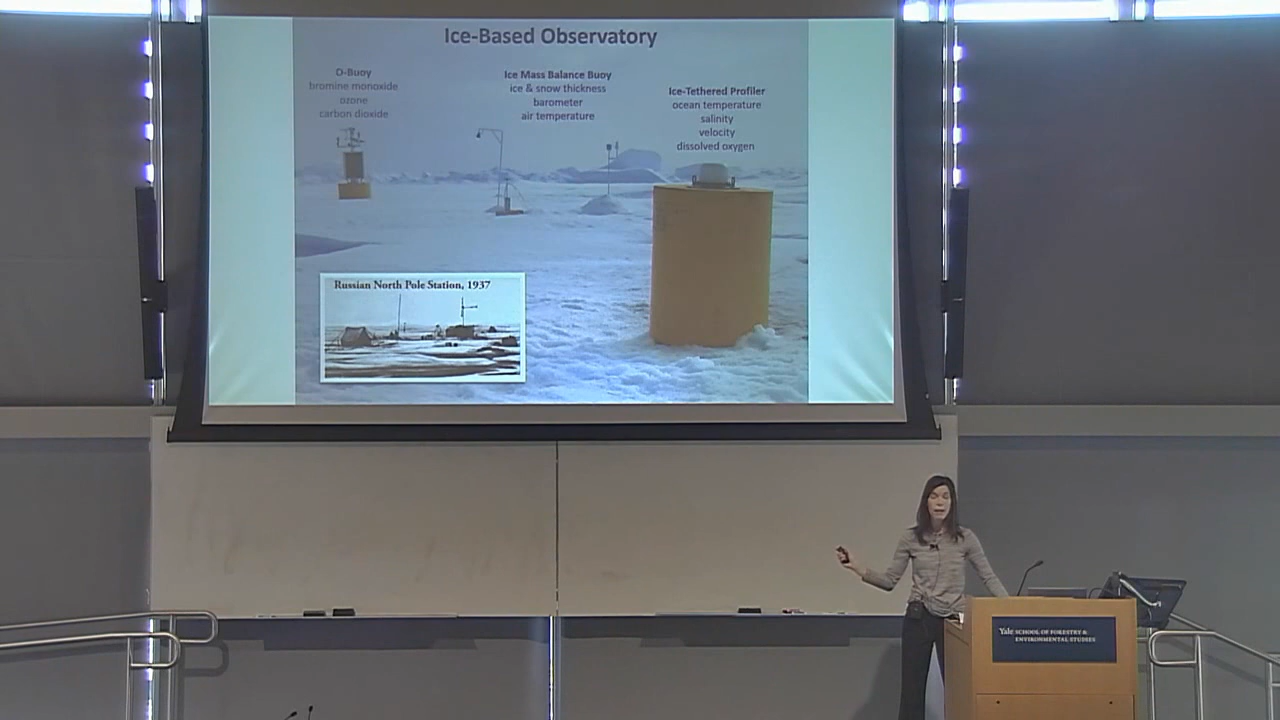 Ice-Based Observatory
O-Buoy
bromine monoxide
ozone
carbon dioxide
Ice Mass Balance Buoy
ice & snow thickness
barometer
air temperature
Ice-Tethered Profiler
ocean temperature
salinity
velocity
dissolved oxygen
Russian North Pole Station, 1937
Yale SCHOOL OF FORESTRY &
ENVIRONMENTAL STUDIES